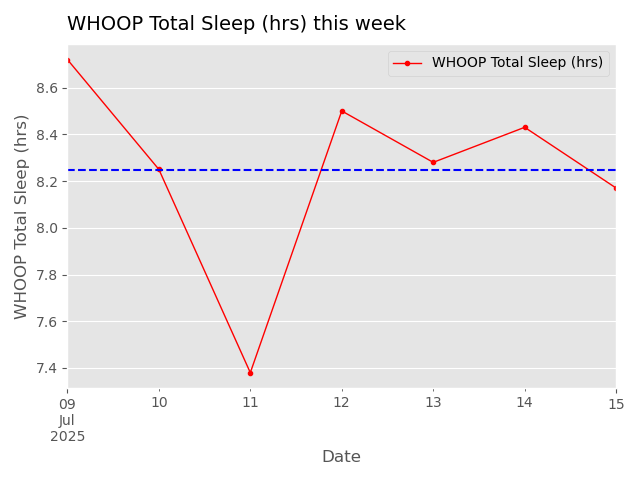 WHOOP Total Sleep (hrs) this week
WHOOP Total Sleep (hrs)
WHOOP Total Sleep (hrs)
8.6
8.4
8.2
8.0
7.8
7.6
7.4
09 10 11 12 13 14 15
Jul
2025
Date